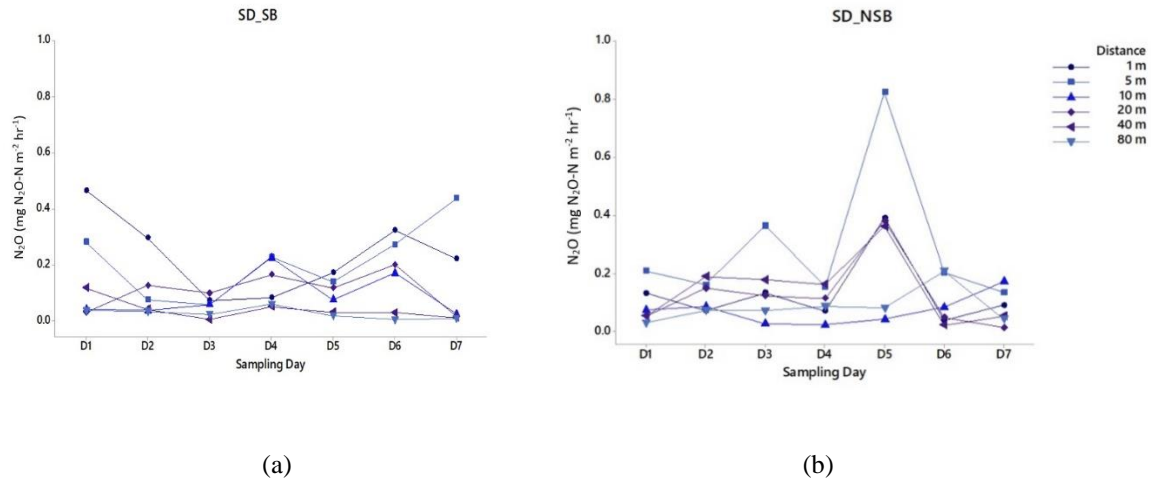 SD_SB
1.0
0.8
0.6
0.4
0.2
0.0
N₂O (mg N₂O-N m⁻² hr⁻¹)
D1 D2 D3 D4 D5 D6 D7
Sampling Day
(a)
SD_NSB
1.0
0.8
0.6
0.4
0.2
0.0
N₂O (mg N₂O-N m⁻² hr⁻¹)
D1 D2 D3 D4 D5 D6 D7
Sampling Day
Distance
1 m
5 m
10 m
20 m
40 m
80 m
(b)